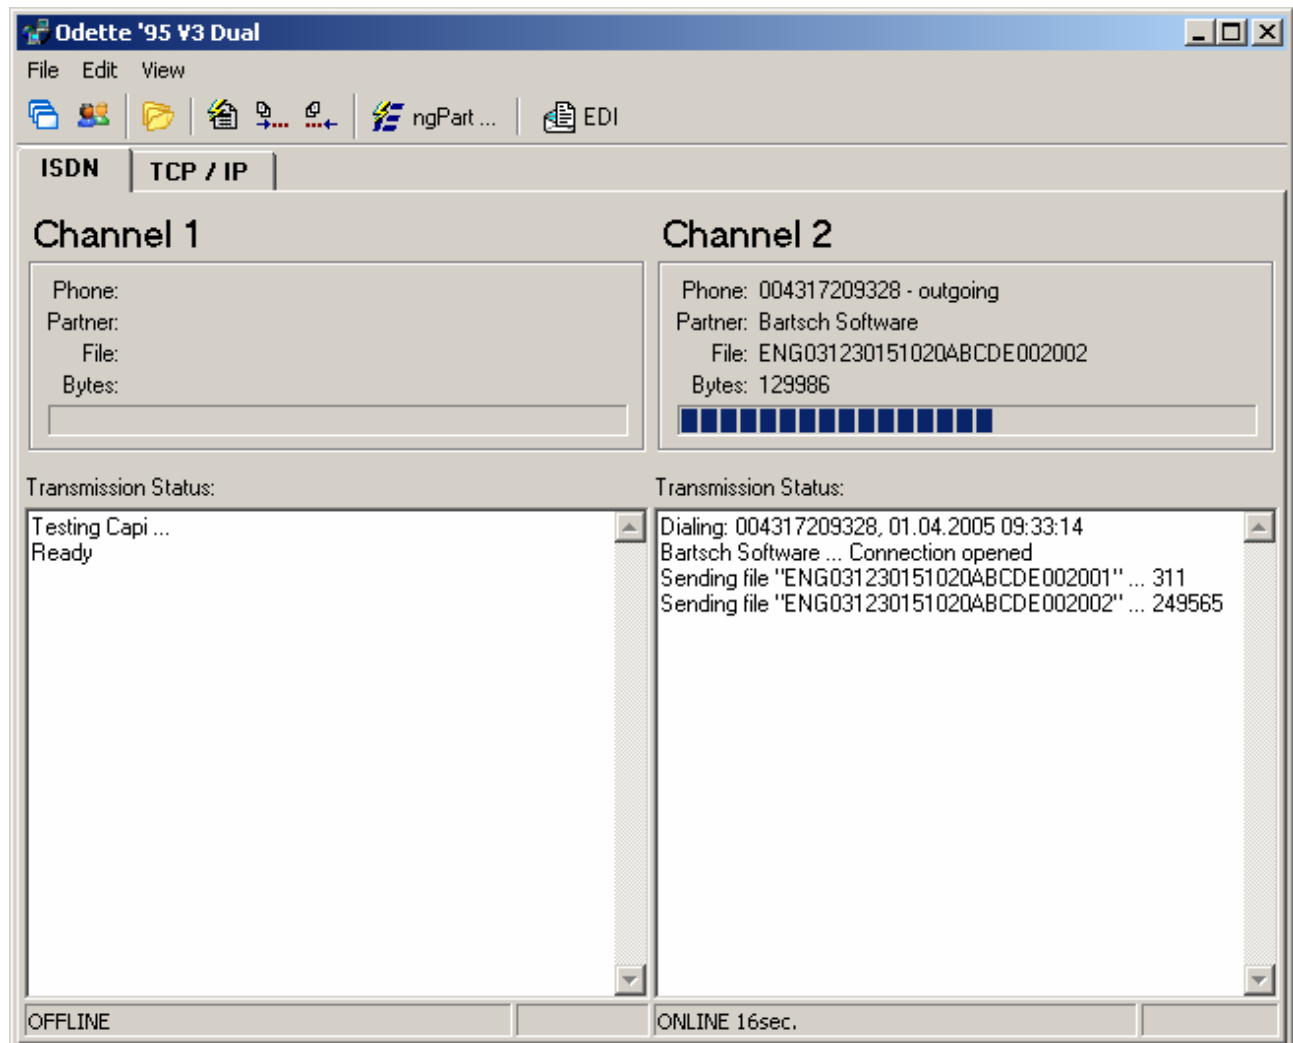 Odette '95 V3 Dual
File Edit View
ngPart ... EDI
ISDN TCP / IP
Channel 1
Phone:
Partner:
File:
Bytes:
Channel 2
Phone: 004317209328 - outgoing
Partner: Bartsch Software
File: ENG031230151020ABCDE002002
Bytes: 129986
Transmission Status:
Testing Capi ...
Ready
Transmission Status:
Dialing: 004317209328, 01.04.2005 09:33:14
Bartsch Software ... Connection opened
Sending file "ENG031230151020ABCDE002001" ... 311
Sending file "ENG031230151020ABCDE002002" ... 249565
OFFLINE
ONLINE 16sec.